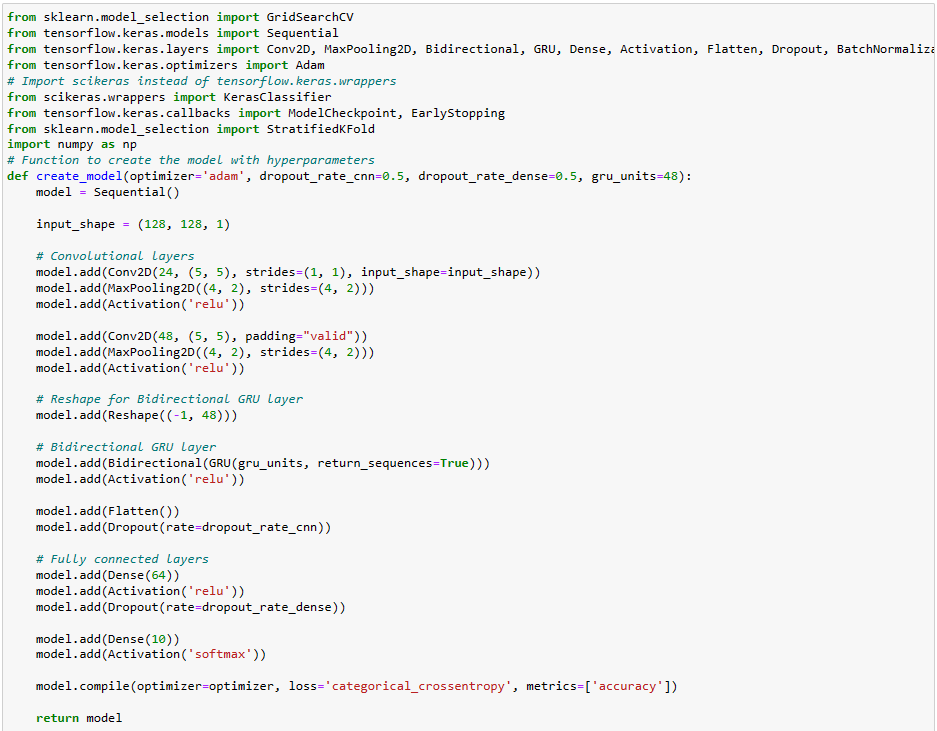 from sklearn.model_selection import GridSearchCV
from tensorflow.keras.models import Sequential
from tensorflow.keras.layers import Conv2D, MaxPooling2D, Bidirectional, GRU, Dense, Activation, Flatten, Dropout, BatchNormaliza
from tensorflow.keras.optimizers import Adam
# Import scikeras instead of tensorflow.keras.wrappers
from scikeras.wrappers import KerasClassifier
from tensorflow.keras.callbacks import ModelCheckpoint, EarlyStopping
from sklearn.model_selection import StratifiedKFold
import numpy as np
# Function to create the model with hyperparameters
def create_model(optimizer='adam', dropout_rate_cnn=0.5, dropout_rate_dense=0.5, gru_units=48):
    model = Sequential()

    input_shape = (128, 128, 1)

    # Convolutional layers
    model.add(Conv2D(24, (5, 5), strides=(1, 1), input_shape=input_shape))
    model.add(MaxPooling2D((4, 2), strides=(4, 2)))
    model.add(Activation('relu'))

    model.add(Conv2D(48, (5, 5), padding="valid"))
    model.add(MaxPooling2D((4, 2), strides=(4, 2)))
    model.add(Activation('relu'))

    # Reshape for Bidirectional GRU layer
    model.add(Reshape((-1, 48)))

    # Bidirectional GRU layer
    model.add(Bidirectional(GRU(gru_units, return_sequences=True)))
    model.add(Activation('relu'))

    model.add(Flatten())
    model.add(Dropout(rate=dropout_rate_cnn))

    # Fully connected layers
    model.add(Dense(64))
    model.add(Activation('relu'))
    model.add(Dropout(rate=dropout_rate_dense))

    model.add(Dense(10))
    model.add(Activation('softmax'))

    model.compile(optimizer=optimizer, loss='categorical_crossentropy', metrics=['accuracy'])

    return model